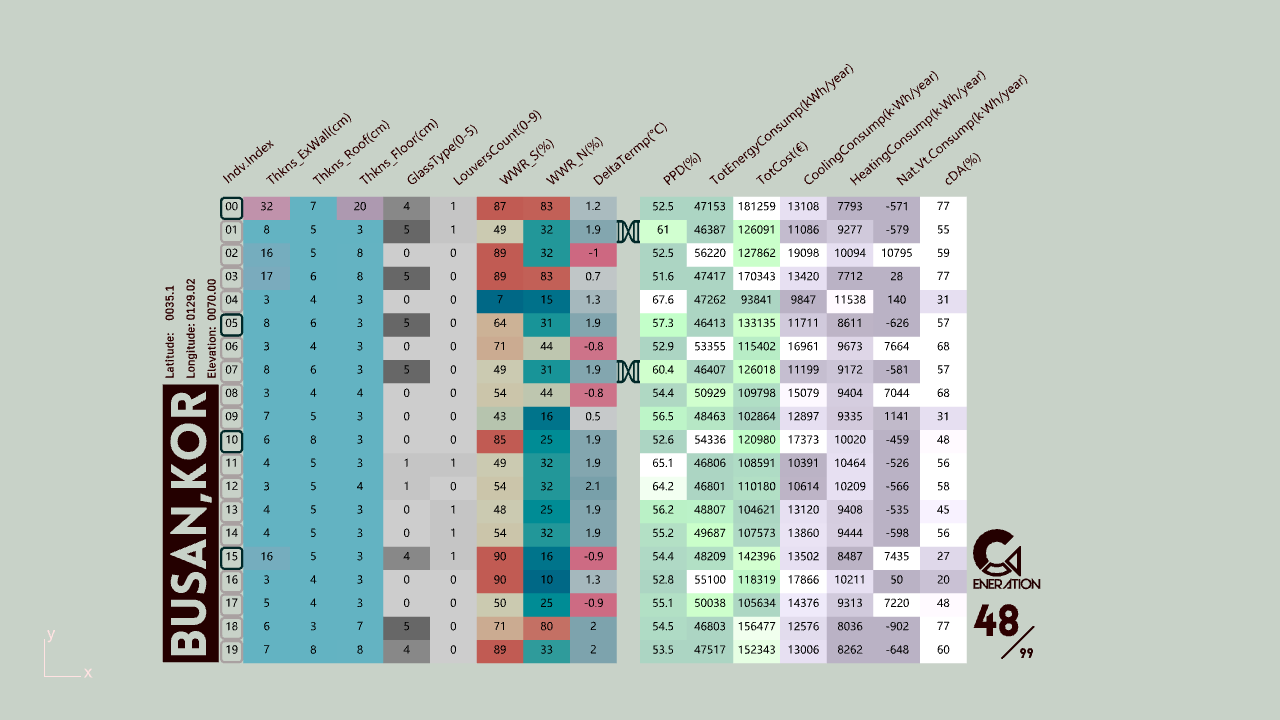 Indv.Index Thkns_ExWall(cm) Thkns_Roof(cm) Thkns_Floor(cm) GlassType(0-5) LouversCount(0-9) WWR_S(%) WWR_N(%) DeltaTermp(°C) PPD(%) TotEnergyConsump(kWh/year) TotCost(€) CoolingConsump(k·Wh/year) HeatingConsump(k·Wh/year) Nat.Vt.Consump(k·Wh/year) cDA(%)
00 32 7 20 4 1 87 83 1.2 52.5 47153 181259 13108 7793 -571 77
01 8 5 3 5 1 49 32 1.9 61 46387 126091 11086 9277 -579 55
02 16 5 8 0 0 89 32 -1 52.5 56220 127862 19098 10094 10795 59
03 17 6 8 5 0 89 83 0.7 51.6 47417 170343 13420 7712 28 77
04 3 4 3 0 0 7 15 1.3 67.6 47262 93841 9847 11538 140 31
05 8 6 3 5 0 64 31 1.9 57.3 46413 133135 11711 8611 -626 57
06 3 4 3 0 0 71 44 -0.8 52.9 53355 115402 16961 9673 7664 68
07 8 6 3 5 0 49 31 1.9 60.4 46407 126018 11199 9172 -581 57
08 3 4 4 0 0 54 44 -0.8 54.4 50929 109798 15079 9404 7044 68
09 7 5 3 0 0 43 16 0.5 56.5 48463 102864 12897 9335 1141 31
10 6 8 3 0 0 85 25 1.9 52.6 54336 120980 17373 10020 -459 48
11 4 5 3 1 1 49 32 1.9 65.1 46806 108591 10391 10464 -526 56
12 3 5 4 1 0 54 32 2.1 64.2 46801 110180 10614 10209 -566 58
13 4 5 3 0 1 48 25 1.9 56.2 48807 104621 13120 9408 -535 45
14 4 5 3 0 1 54 32 1.9 55.2 49687 107573 13860 9444 -598 56
15 16 5 3 4 1 90 16 -0.9 54.4 48209 142396 13502 8487 7435 27
16 3 4 3 0 0 90 10 1.3 52.8 55100 118319 17866 10211 50 20
17 5 4 3 0 0 50 25 -0.9 55.1 50038 105634 14376 9313 7220 48
18 6 3 7 5 0 71 80 2 54.5 46803 156477 12576 8036 -902 77
19 7 8 8 4 0 89 33 2 53.5 47517 152343 13006 8262 -648 60
Latitude: 0035.1
Longitude: 0129.02
Elevation: 0070.00
BUSAN,KOR
ENERATION
48/99
y
x